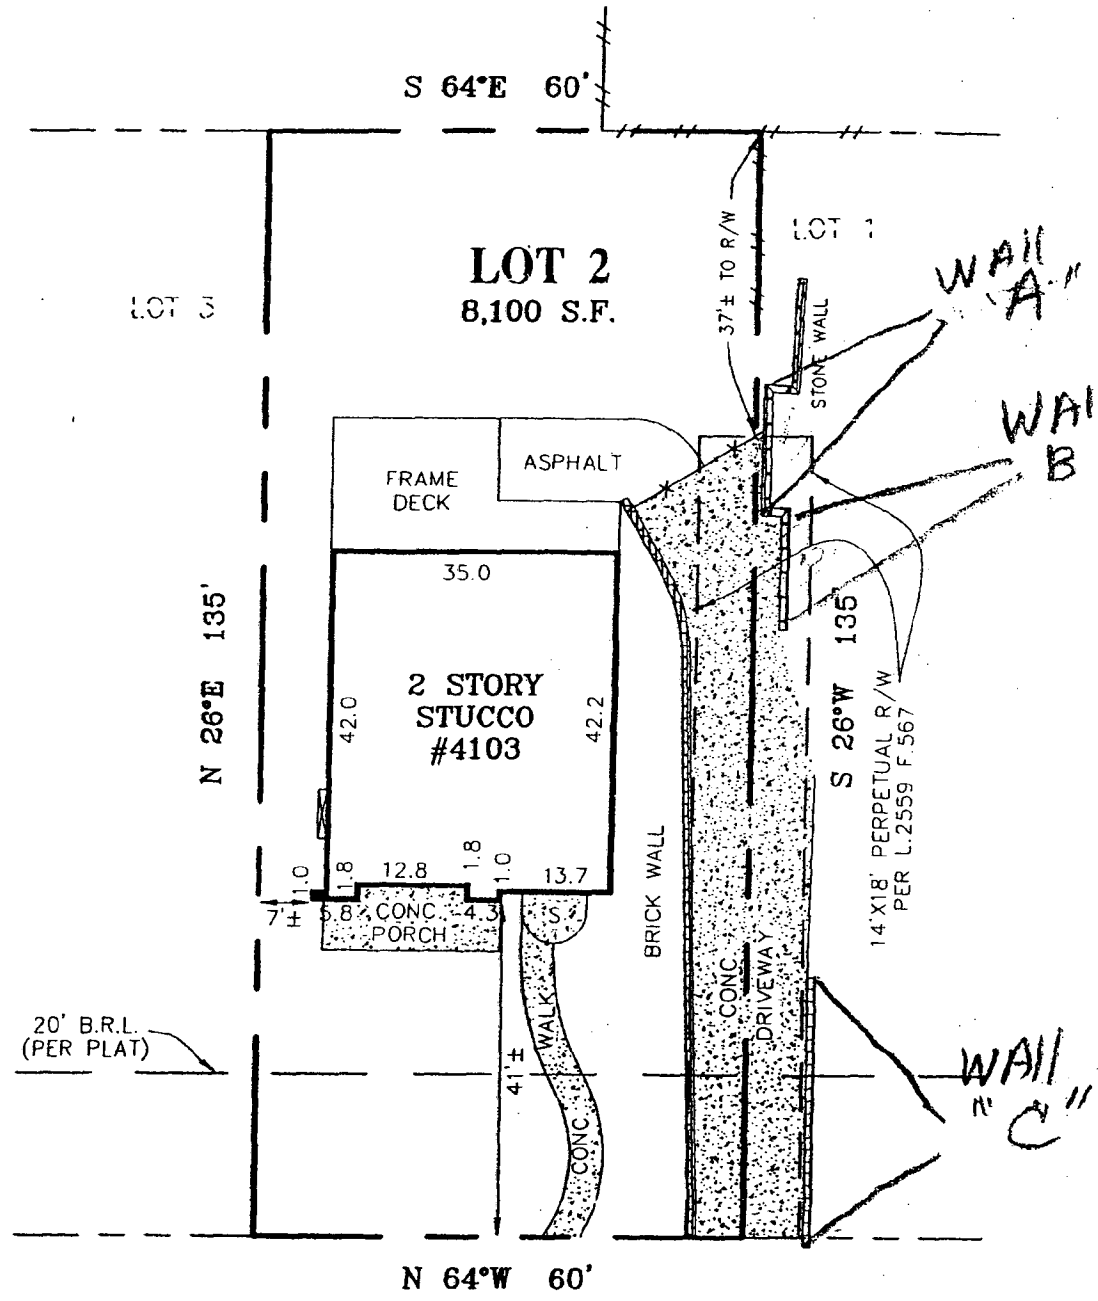 S 64°E 60'
LOT 1
37'± TO R/W
LOT 2
8,100 S.F.
LOT 3
STONE WALL
WAll
"A"
WAl
B
FRAME
DECK
ASPHALT
35.0
N 26°E 135'
S 26°W 135'
42.0
2 STORY
STUCCO
#4103
42.2
14'X18' PERPETUAL R/W
PER L.2559 F.567
1.0
1.8
12.8
1.8
1.0
13.7
7'±
5.8
CONC.
PORCH
4.3
S
BRICK WALL
CONC.
DRIVEWAY
WALK
CONC.
41'±
20' B.R.L.
(PER PLAT)
WAll
"C"
N 64°W 60'